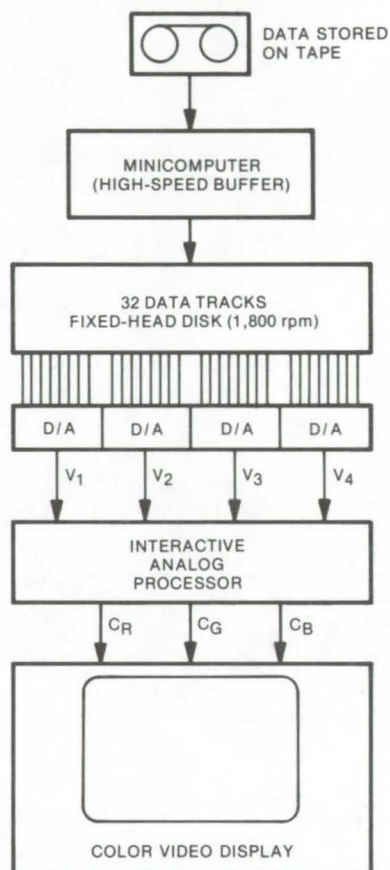 DATA STORED
ON TAPE
MINICOMPUTER
(HIGH-SPEED BUFFER)
32 DATA TRACKS
FIXED-HEAD DISK (1,800 rpm)
D/A D/A D/A D/A
V1 V2 V3 V4
INTERACTIVE
ANALOG
PROCESSOR
CR CG CB
COLOR VIDEO DISPLAY